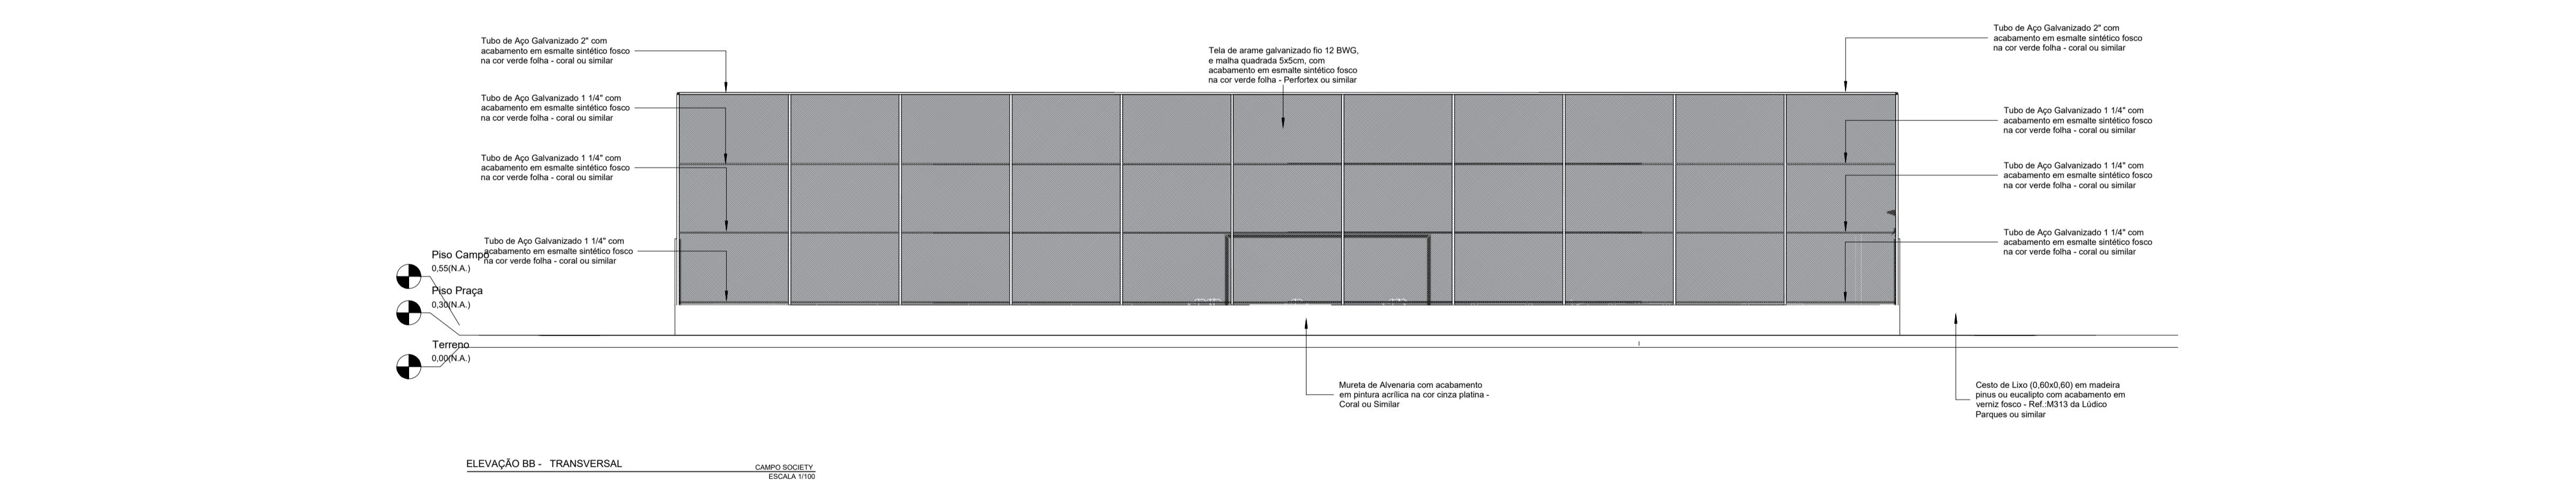 Tubo de Aço Galvanizado 2" com
acabamento em esmalte sintético fosco
na cor verde folha - coral ou similar
Tubo de Aço Galvanizado 1 1/4" com
acabamento em esmalte sintético fosco
na cor verde folha - coral ou similar
Tubo de Aço Galvanizado 1 1/4" com
acabamento em esmalte sintético fosco
na cor verde folha - coral ou similar
Tubo de Aço Galvanizado 1 1/4" com
acabamento em esmalte sintético fosco
na cor verde folha - coral ou similar
Piso Campo
0,55(N.A.)
Piso Praça
0,30(N.A.)
Terreno
0,00(N.A.)
Tela de arame galvanizado fio 12 BWG,
e malha quadrada 5x5cm, com
acabamento em esmalte sintético fosco
na cor verde folha - Perfortex ou similar
Tubo de Aço Galvanizado 2" com
acabamento em esmalte sintético fosco
na cor verde folha - coral ou similar
Tubo de Aço Galvanizado 1 1/4" com
acabamento em esmalte sintético fosco
na cor verde folha - coral ou similar
Tubo de Aço Galvanizado 1 1/4" com
acabamento em esmalte sintético fosco
na cor verde folha - coral ou similar
Tubo de Aço Galvanizado 1 1/4" com
acabamento em esmalte sintético fosco
na cor verde folha - coral ou similar
Mureta de Alvenaria com acabamento
em pintura acrílica na cor cinza platina -
Coral ou Similar
Cesto de Lixo (0,60x0,60) em madeira
pinus ou eucalipto com acabamento em
verniz fosco - Ref.:M313 da Lúdico
Parques ou similar
ELEVAÇÃO BB - TRANSVERSAL
CAMPO SOCIETY
ESCALA 1/100